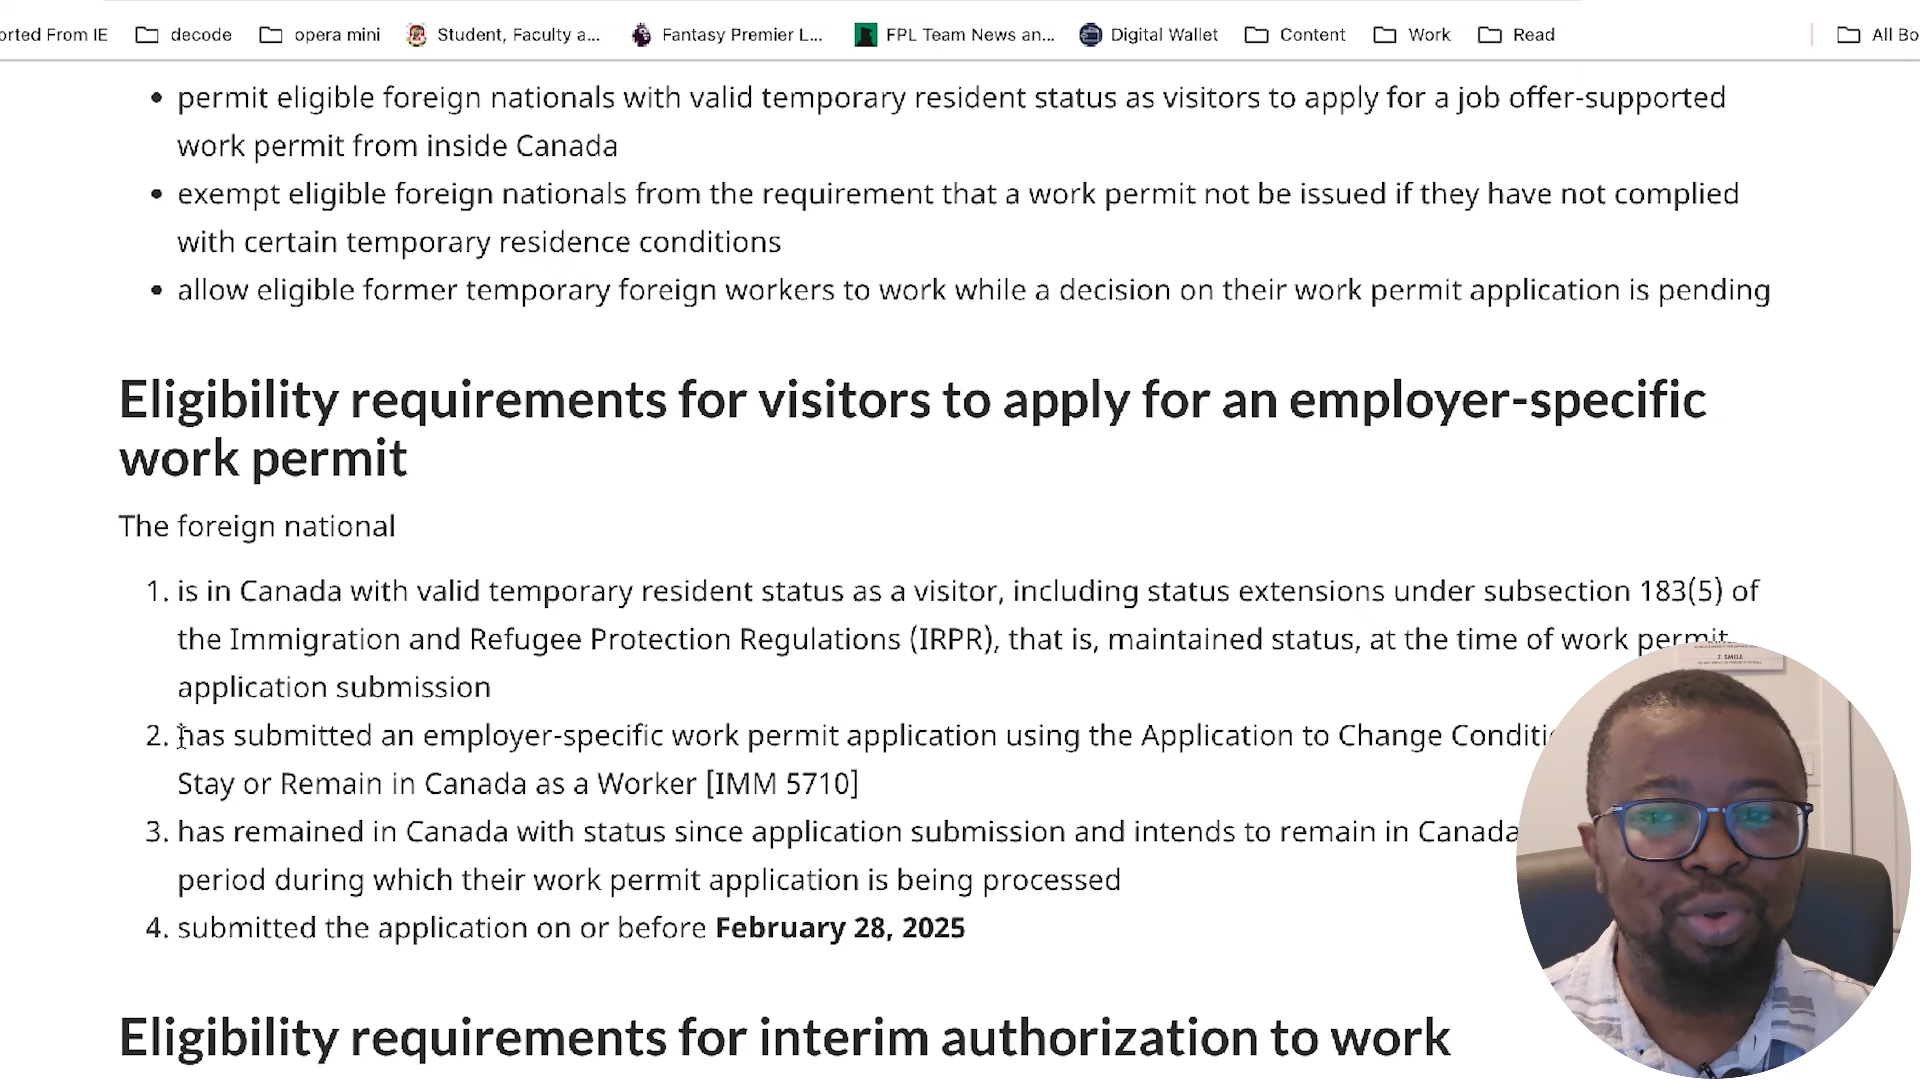 orted From IE decode opera mini Student, Faculty a... Fantasy Premier L... FPL Team News an... Digital Wallet Content Work Read All Bo
• permit eligible foreign nationals with valid temporary resident status as visitors to apply for a job offer-supported
work permit from inside Canada
• exempt eligible foreign nationals from the requirement that a work permit not be issued if they have not complied
with certain temporary residence conditions
• allow eligible former temporary foreign workers to work while a decision on their work permit application is pending
Eligibility requirements for visitors to apply for an employer-specific
work permit
The foreign national
1. is in Canada with valid temporary resident status as a visitor, including status extensions under subsection 183(5) of
the Immigration and Refugee Protection Regulations (IRPR), that is, maintained status, at the time of work permit
application submission
7. SMILE
2. has submitted an employer-specific work permit application using the Application to Change Conditio
Stay or Remain in Canada as a Worker [IMM 5710]
3. has remained in Canada with status since application submission and intends to remain in Canada
period during which their work permit application is being processed
4. submitted the application on or before February 28, 2025
Eligibility requirements for interim authorization to work